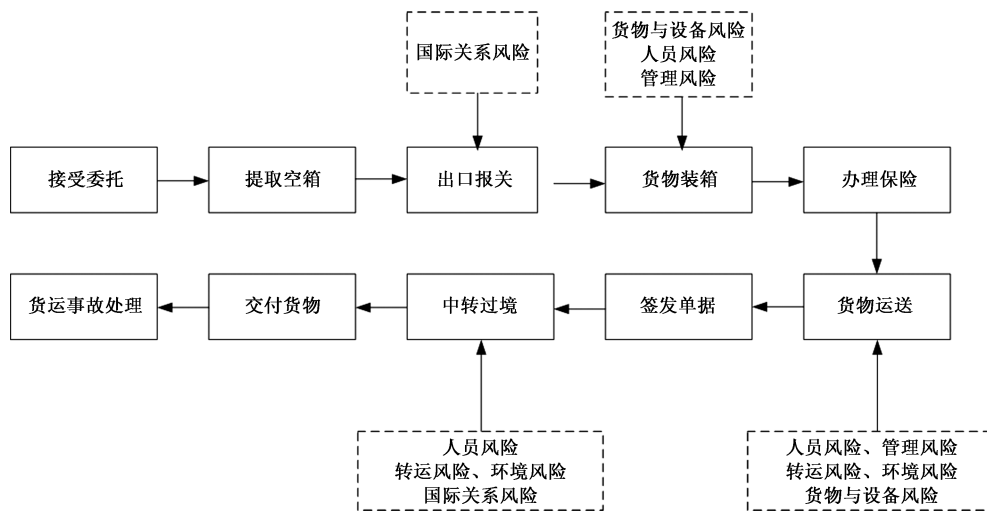 国际关系风险
货物与设备风险
人员风险
管理风险
接受委托
提取空箱
出口报关
货物装箱
办理保险
货运事故处理
交付货物
中转过境
签发单据
货物运送
人员风险
转运风险、环境风险
国际关系风险
人员风险、管理风险
转运风险、环境风险
货物与设备风险